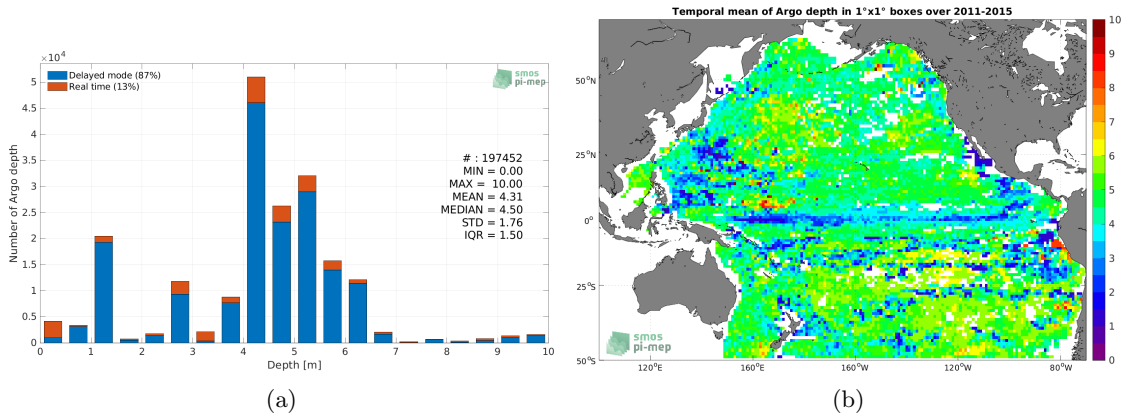 ×10⁴
Delayed mode (87%)
Real time (13%)
smos
pi-mep
5
4.5
4
3.5
3
2.5
2
1.5
1
0.5
0
Number of Argo depth
# : 197452
MIN = 0.00
MAX = 10.00
MEAN = 4.31
MEDIAN = 4.50
STD = 1.76
IQR = 1.50
0 1 2 3 4 5 6 7 8 9 10
Depth [m]
(a)
Temporal mean of Argo depth in 1°x1° boxes over 2011-2015
50°N
25°N
0°
25°S
50°S
120°E 160°E 160°W 120°W 80°W
smos
pi-mep
10
9
8
7
6
5
4
3
2
1
0
(b)